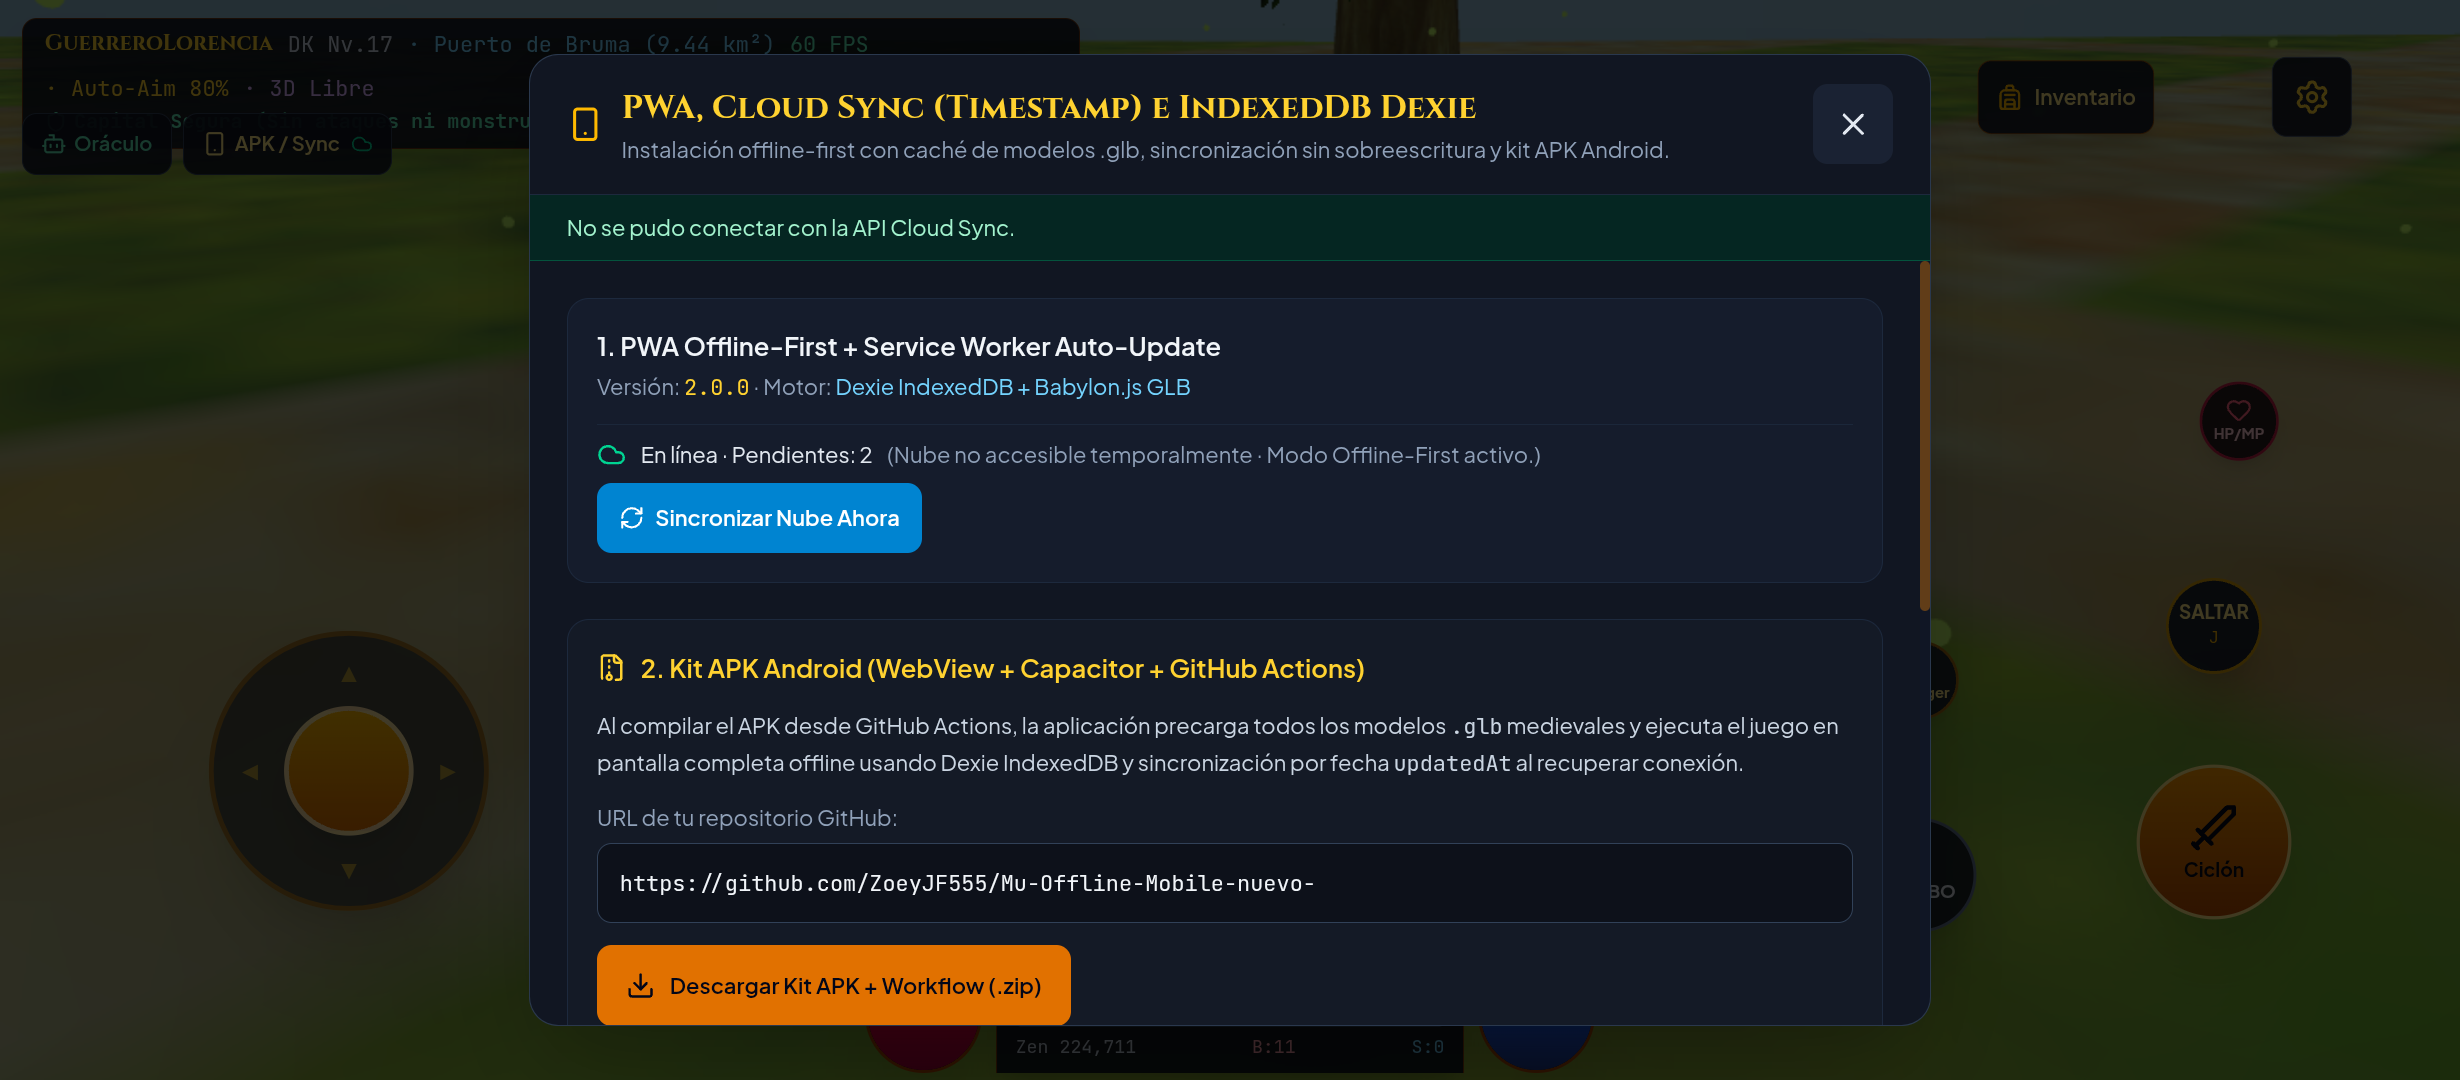 GuerreroLorencia DK Nv.17 · Puerto de Bruma (9.44 km²) 60 FPS
· Auto-Aim 80% · 3D Libre
s ni monstru
Oráculo
APK / Sync
Inventario
PWA, Cloud Sync (Timestamp) e IndexedDB Dexie
Instalación offline-first con caché de modelos .glb, sincronización sin sobreescritura y kit APK Android.
No se pudo conectar con la API Cloud Sync.
1. PWA Offline-First + Service Worker Auto-Update
Versión: 2.0.0 · Motor: Dexie IndexedDB + Babylon.js GLB
En línea · Pendientes: 2 (Nube no accesible temporalmente · Modo Offline-First activo.)
Sincronizar Nube Ahora
2. Kit APK Android (WebView + Capacitor + GitHub Actions)
Al compilar el APK desde GitHub Actions, la aplicación precarga todos los modelos .glb medievales y ejecuta el juego en
pantalla completa offline usando Dexie IndexedDB y sincronización por fecha updatedAt al recuperar conexión.
URL de tu repositorio GitHub:
https://github.com/ZoeyJF555/Mu-Offline-Mobile-nuevo-
Descargar Kit APK + Workflow (.zip)
HP/MP
SALTAR
J
ger
Ciclón
BO
Zen 224,711 B:11 S:0